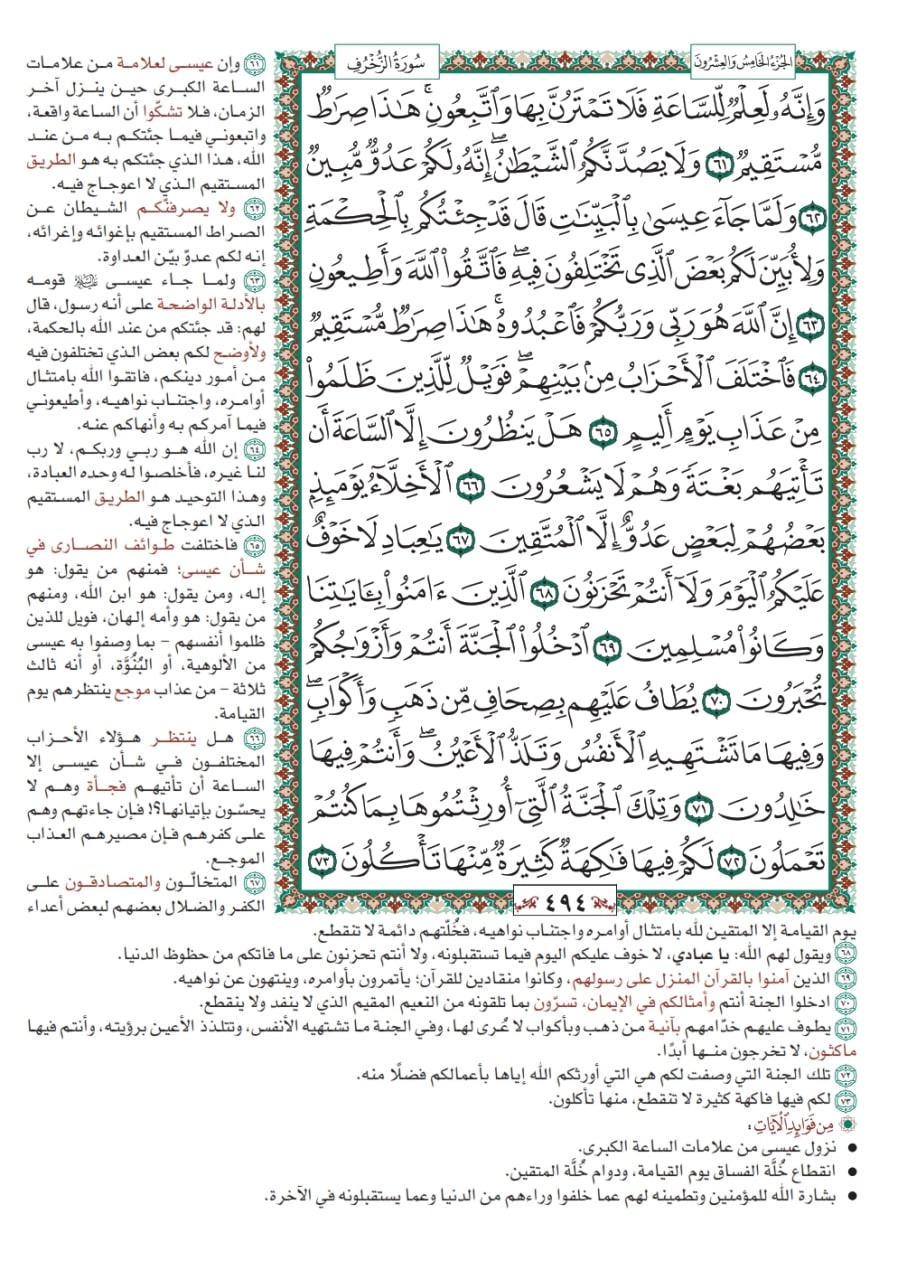 سُورَةُ الزُّخْرُفِ
الجُزْءُ الخَامِسُ وَالعِشْرُونَ
وَإِنَّهُۥ لَعِلْمٌ لِّلسَّاعَةِ فَلَا تَمْتَرُنَّ بِهَا وَٱتَّبِعُونِۚ هَٰذَا صِرَٰطٌ
مُّسْتَقِيمٌ ٦١ وَلَا يَصُدَّنَّكُمُ ٱلشَّيْطَٰنُۖ إِنَّهُۥ لَكُمْ عَدُوٌّ مُّبِينٌ
٦٢ وَلَمَّا جَآءَ عِيسَىٰ بِٱلْبَيِّنَٰتِ قَالَ قَدْ جِئْتُكُم بِٱلْحِكْمَةِ
وَلِأُبَيِّنَ لَكُم بَعْضَ ٱلَّذِى تَخْتَلِفُونَ فِيهِۖ فَٱتَّقُوا۟ ٱللَّهَ وَأَطِيعُونِ
٦٣ إِنَّ ٱللَّهَ هُوَ رَبِّى وَرَبُّكُمْ فَٱعْبُدُوهُۚ هَٰذَا صِرَٰطٌ مُّسْتَقِيمٌ
٦٤ فَٱخْتَلَفَ ٱلْأَحْزَابُ مِنۢ بَيْنِهِمْۖ فَوَيْلٌ لِّلَّذِينَ ظَلَمُوا۟
مِنْ عَذَابِ يَوْمٍ أَلِيمٍ ٦٥ هَلْ يَنظُرُونَ إِلَّا ٱلسَّاعَةَ أَن
تَأْتِيَهُم بَغْتَةً وَهُمْ لَا يَشْعُرُونَ ٦٦ ٱلْأَخِلَّآءُ يَوْمَئِذٍۭ
بَعْضُهُمْ لِبَعْضٍ عَدُوٌّ إِلَّا ٱلْمُتَّقِينَ ٦٧ يَٰعِبَادِ لَا خَوْفٌ
عَلَيْكُمُ ٱلْيَوْمَ وَلَآ أَنتُمْ تَحْزَنُونَ ٦٨ ٱلَّذِينَ ءَامَنُوا۟ بِـَٔايَٰتِنَا
وَكَانُوا۟ مُسْلِمِينَ ٦٩ ٱدْخُلُوا۟ ٱلْجَنَّةَ أَنتُمْ وَأَزْوَٰجُكُمْ
تُحْبَرُونَ ٧٠ يُطَافُ عَلَيْهِم بِصِحَافٍ مِّن ذَهَبٍ وَأَكْوَابٍۖ
وَفِيهَا مَا تَشْتَهِيهِ ٱلْأَنفُسُ وَتَلَذُّ ٱلْأَعْيُنُۖ وَأَنتُمْ فِيهَا
خَٰلِدُونَ ٧١ وَتِلْكَ ٱلْجَنَّةُ ٱلَّتِىٓ أُورِثْتُمُوهَا بِمَا كُنتُمْ
تَعْمَلُونَ ٧٢ لَكُمْ فِيهَا فَٰكِهَةٌ كَثِيرَةٌ مِّنْهَا تَأْكُلُونَ ٧٣
٤٩٤
٦١ وإن عيسى لعلامة من علامات
الساعة الكبرى حين ينزل آخر
الزمان، فلا تشكّوا أن الساعة واقعة،
واتبعوني فيما جئتكم به من عند
الله، هذا الذي جئتكم به هو الطريق
المستقيم الذي لا اعوجاج فيه.
٦٢ ولا يصرفنّكم الشيطان عن
الصراط المستقيم بإغوائه وإغرائه،
إنه لكم عدوّ بيّن العداوة.
٦٣ ولما جاء عيسى ﵇ قومه
بالأدلة الواضحة على أنه رسول، قال
لهم: قد جئتكم من عند الله بالحكمة،
ولأوضح لكم بعض الذي تختلفون فيه
من أمور دينكم، فاتقوا الله بامتثال
أوامره، واجتناب نواهيه، وأطيعوني
فيما آمركم به وأنهاكم عنه.
٦٤ إن الله هو ربي وربكم، لا رب
لنا غيره، فأخلصوا له وحده العبادة،
وهذا التوحيد هو الطريق المستقيم
الذي لا اعوجاج فيه.
٦٥ فاختلفت طوائف النصارى في
شأن عيسى؛ فمنهم من يقول: هو
إله، ومن يقول: هو ابن الله، ومنهم
من يقول: هو وأمه إلهان، فويل للذين
ظلموا أنفسهم – بما وصفوا به عيسى
من الألوهية، أو البُنُوَّة، أو أنه ثالث
ثلاثة – من عذاب موجع ينتظرهم يوم
القيامة.
٦٦ هل ينتظر هؤلاء الأحزاب
المختلفون في شأن عيسى إلا
الساعة أن تأتيهم فجأة وهم لا
يحسّون بإتيانها؟! فإن جاءتهم وهم
على كفرهم فإن مصيرهم العذاب
الموجع.
٦٧ المتخالّون والمتصادقون على
الكفر والضلال بعضهم لبعض أعداء
يوم القيامة إلا المتقين لله بامتثال أوامره واجتناب نواهيه، فخُلّتهم دائمة لا تنقطع.
٦٨ ويقول لهم الله: يا عبادي، لا خوف عليكم اليوم فيما تستقبلونه، ولا أنتم تحزنون على ما فاتكم من حظوظ الدنيا.
٦٩ الذين آمنوا بالقرآن المنزل على رسولهم، وكانوا منقادين للقرآن؛ يأتمرون بأوامره، وينتهون عن نواهيه.
٧٠ ادخلوا الجنة أنتم وأمثالكم في الإيمان، تسرّون بما تلقونه من النعيم المقيم الذي لا ينفد ولا ينقطع.
٧١ يطوف عليهم خدّامهم بآنية من ذهب وبأكواب لا عُرى لها، وفي الجنة ما تشتهيه الأنفس، وتتلذذ الأعين برؤيته، وأنتم فيها
ماكثون، لا تخرجون منها أبدًا.
٧٢ تلك الجنة التي وصفت لكم هي التي أورثكم الله إياها بأعمالكم فضلًا منه.
٧٣ لكم فيها فاكهة كثيرة لا تنقطع، منها تأكلون.
مِن فَوَائِدِ الآيَاتِ:
• نزول عيسى من علامات الساعة الكبرى.
• انقطاع خُلَّة الفساق يوم القيامة، ودوام خُلَّة المتقين.
• بشارة الله للمؤمنين وتطمينه لهم عما خلفوا وراءهم من الدنيا وعما يستقبلونه في الآخرة.